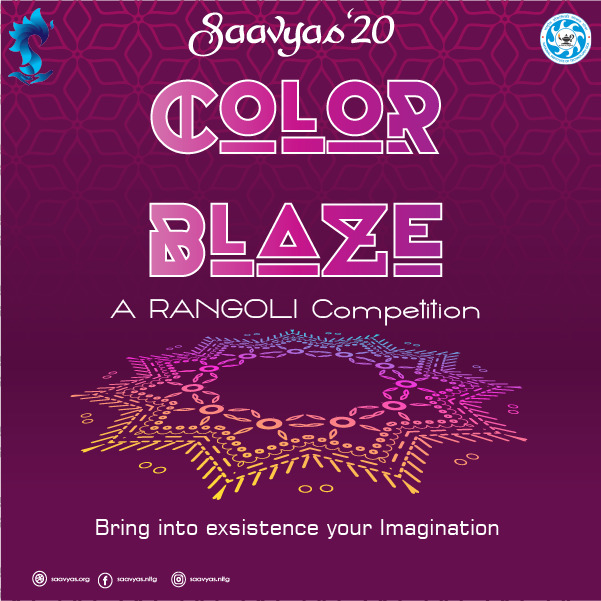 Saavyas'20
COLOR
BLAZE
A RANGOLI Competition
Bring into exsistence your Imagination
saavyas.org saavyas.nitg saavyas.nitg